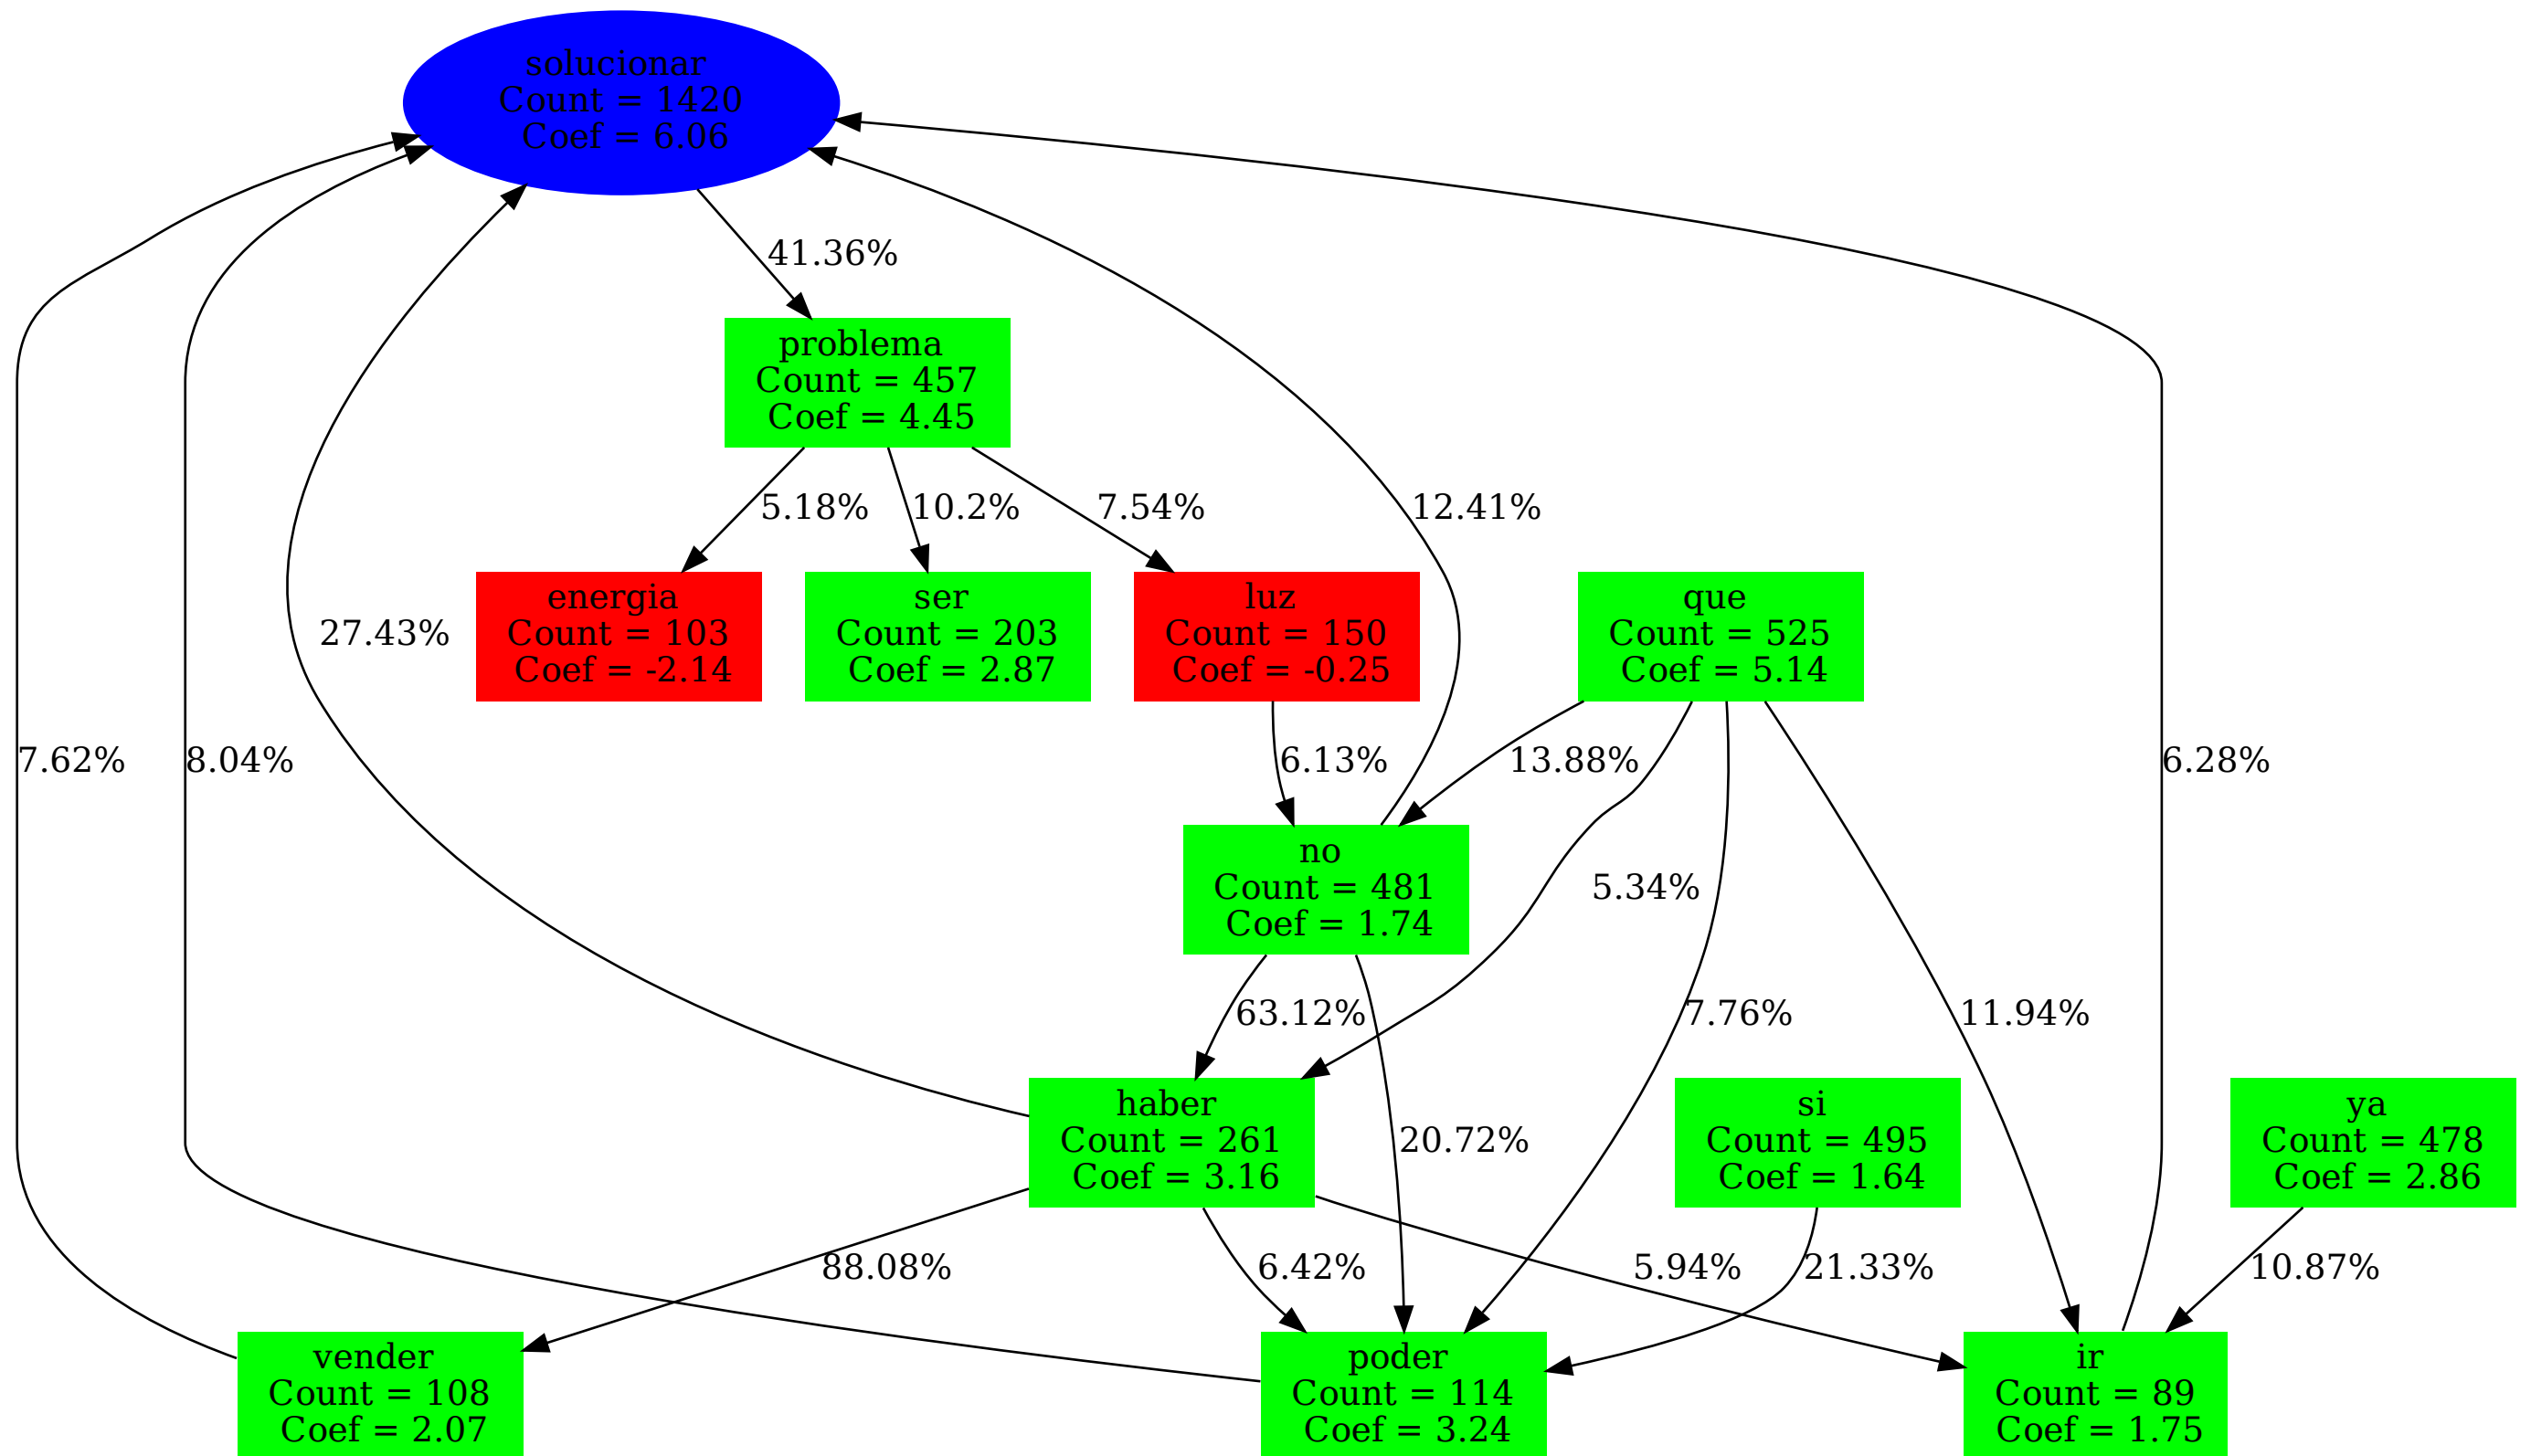 solucionar
Count = 1420
Coef = 6.06
41.36%
problema
Count = 457
Coef = 4.45
5.18%
10.2%
7.54%
12.41%
27.43%
energia
Count = 103
Coef = -2.14
ser
Count = 203
Coef = 2.87
luz
Count = 150
Coef = -0.25
que
Count = 525
Coef = 5.14
7.62%
8.04%
6.13%
13.88%
6.28%
no
Count = 481
Coef = 1.74
5.34%
63.12%
7.76%
11.94%
haber
Count = 261
Coef = 3.16
20.72%
si
Count = 495
Coef = 1.64
ya
Count = 478
Coef = 2.86
88.08%
6.42%
5.94%
21.33%
10.87%
vender
Count = 108
Coef = 2.07
poder
Count = 114
Coef = 3.24
ir
Count = 89
Coef = 1.75